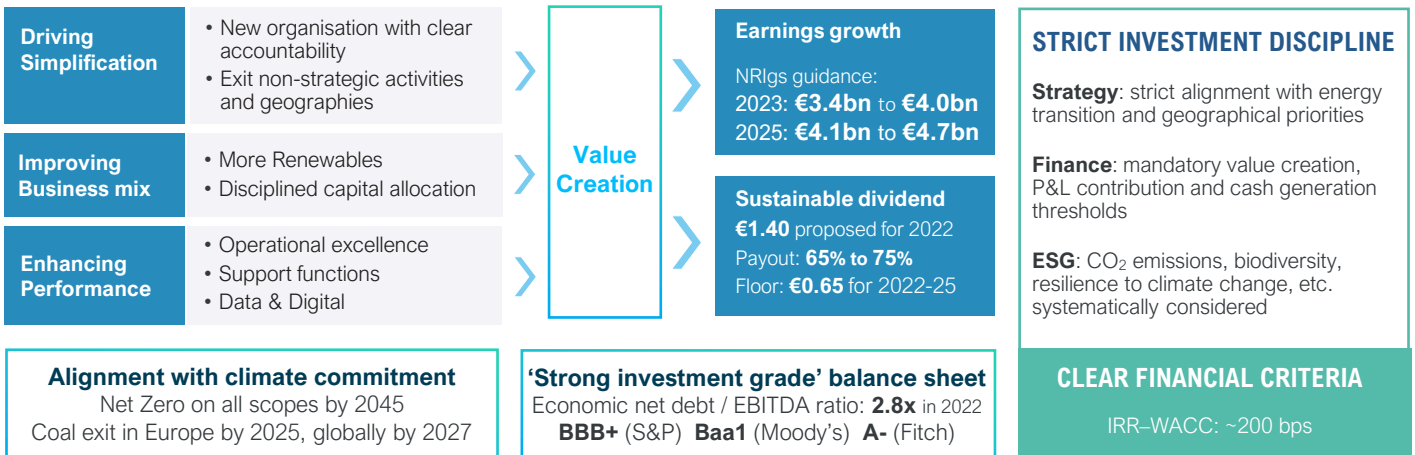 Driving
Simplification
• New organisation with clear
accountability
• Exit non-strategic activities
and geographies
Improving
Business mix
• More Renewables
• Disciplined capital allocation
Enhancing
Performance
• Operational excellence
• Support functions
• Data & Digital
Value
Creation
Earnings growth
NRIgs guidance:
2023: €3.4bn to €4.0bn
2025: €4.1bn to €4.7bn
Sustainable dividend
€1.40 proposed for 2022
Payout: 65% to 75%
Floor: €0.65 for 2022-25
STRICT INVESTMENT DISCIPLINE
Strategy: strict alignment with energy
transition and geographical priorities
Finance: mandatory value creation,
P&L contribution and cash generation
thresholds
ESG: CO₂ emissions, biodiversity,
resilience to climate change, etc.
systematically considered
CLEAR FINANCIAL CRITERIA
IRR–WACC: ~200 bps
Alignment with climate commitment
Net Zero on all scopes by 2045
Coal exit in Europe by 2025, globally by 2027
‘Strong investment grade’ balance sheet
Economic net debt / EBITDA ratio: 2.8x in 2022
BBB+ (S&P) Baa1 (Moody’s) A- (Fitch)